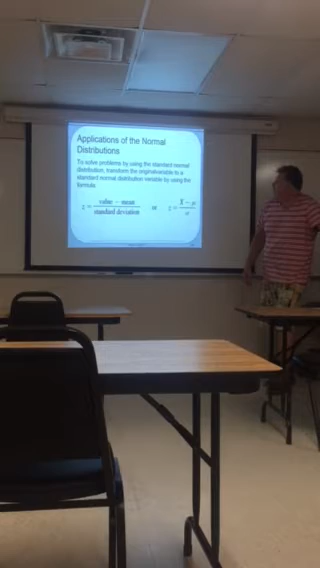 Applications of the Normal
Distributions
To solve problems by using the standard normal
distribution, transform the original variable to a
standard normal distribution variable by using the
formula
z = value − mean / standard deviation or z = X − μ / σ